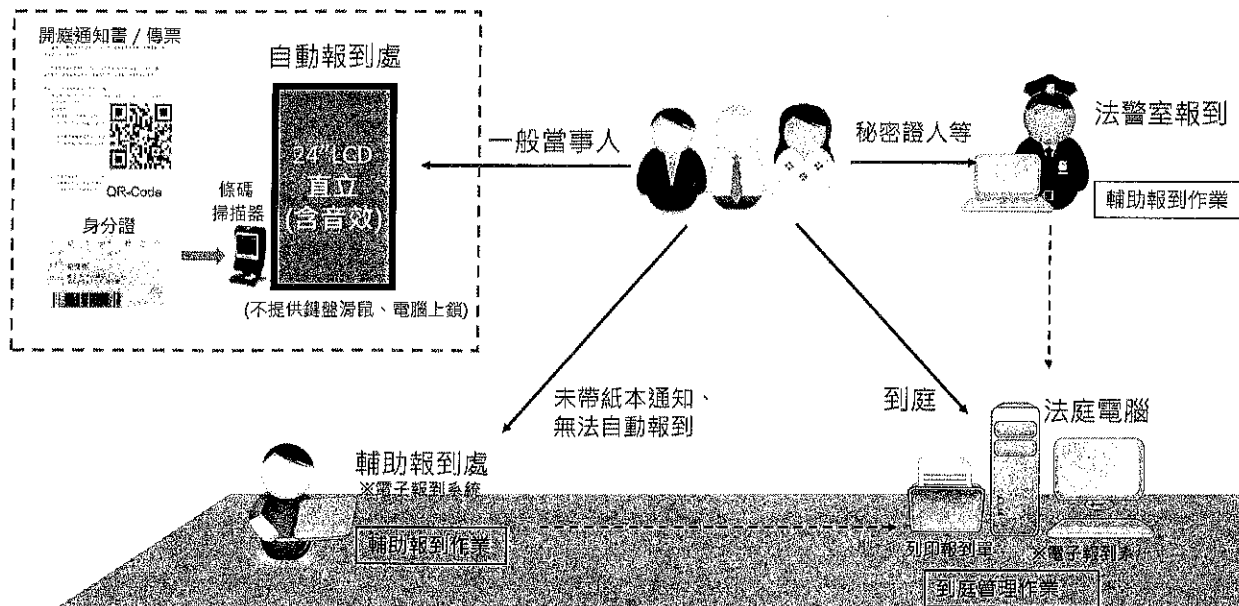 開庭通知書 / 傳票
自動報到處
QR-Code
條碼
掃描器
身分證
24"LCD
直立
(含音效)
(不提供鍵盤滑鼠、電腦上鎖)
一般當事人
秘密證人等
法警室報到
輔助報到作業
未帶紙本通知、
無法自動報到
到庭
法庭電腦
輔助報到處
※電子報到系統
輔助報到作業
列印報到單
※電子報到系
到庭管理作業